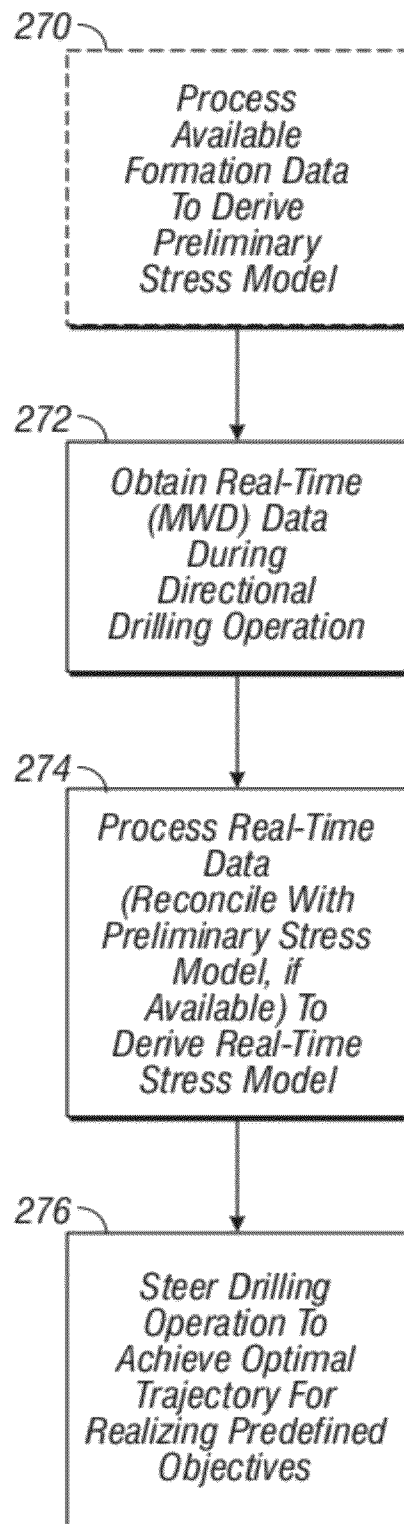 270
Process
Available
Formation Data
To Derive
Preliminary
Stress Model
272
Obtain Real-Time
(MWD) Data
During
Directional
Drilling Operation
274
Process Real-Time
Data
(Reconcile With
Preliminary Stress
Model, if
Available) To
Derive Real-Time
Stress Model
276
Steer Drilling
Operation To
Achieve Optimal
Trajectory For
Realizing Predefined
Objectives